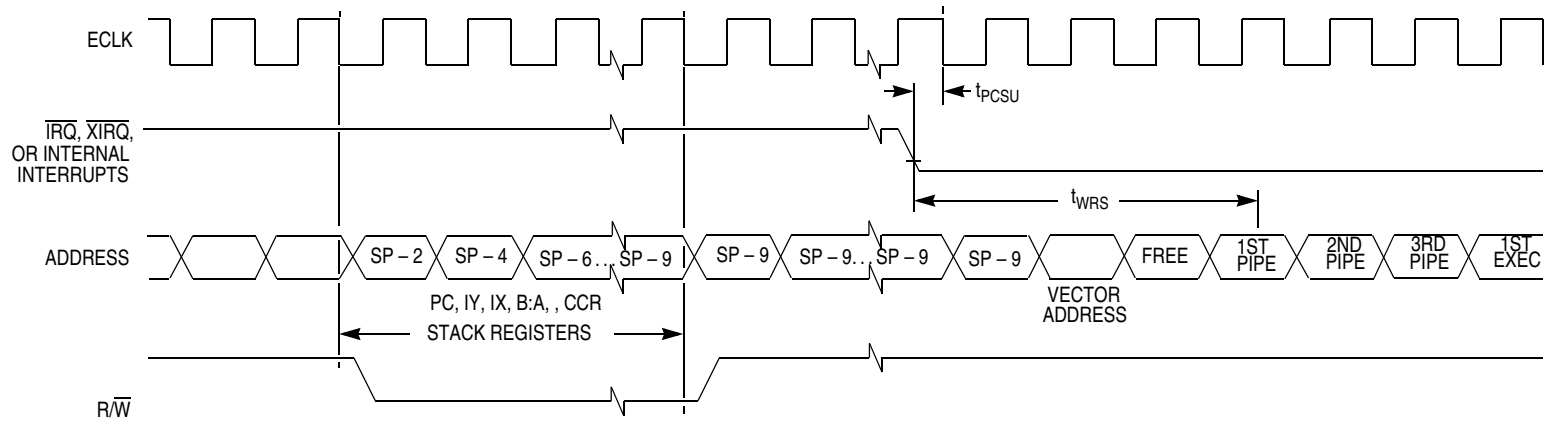 ECLK
tPCSU
IRQ, XIRQ,
OR INTERNAL
INTERRUPTS
tWRS
ADDRESS
SP – 2
SP – 4
SP – 6 . . . SP – 9
SP – 9
SP – 9 . . . SP – 9
SP – 9
FREE
1ST
PIPE
2ND
PIPE
3RD
PIPE
1ST
EXEC
VECTOR
ADDRESS
PC, IY, IX, B:A, , CCR
STACK REGISTERS
R/W